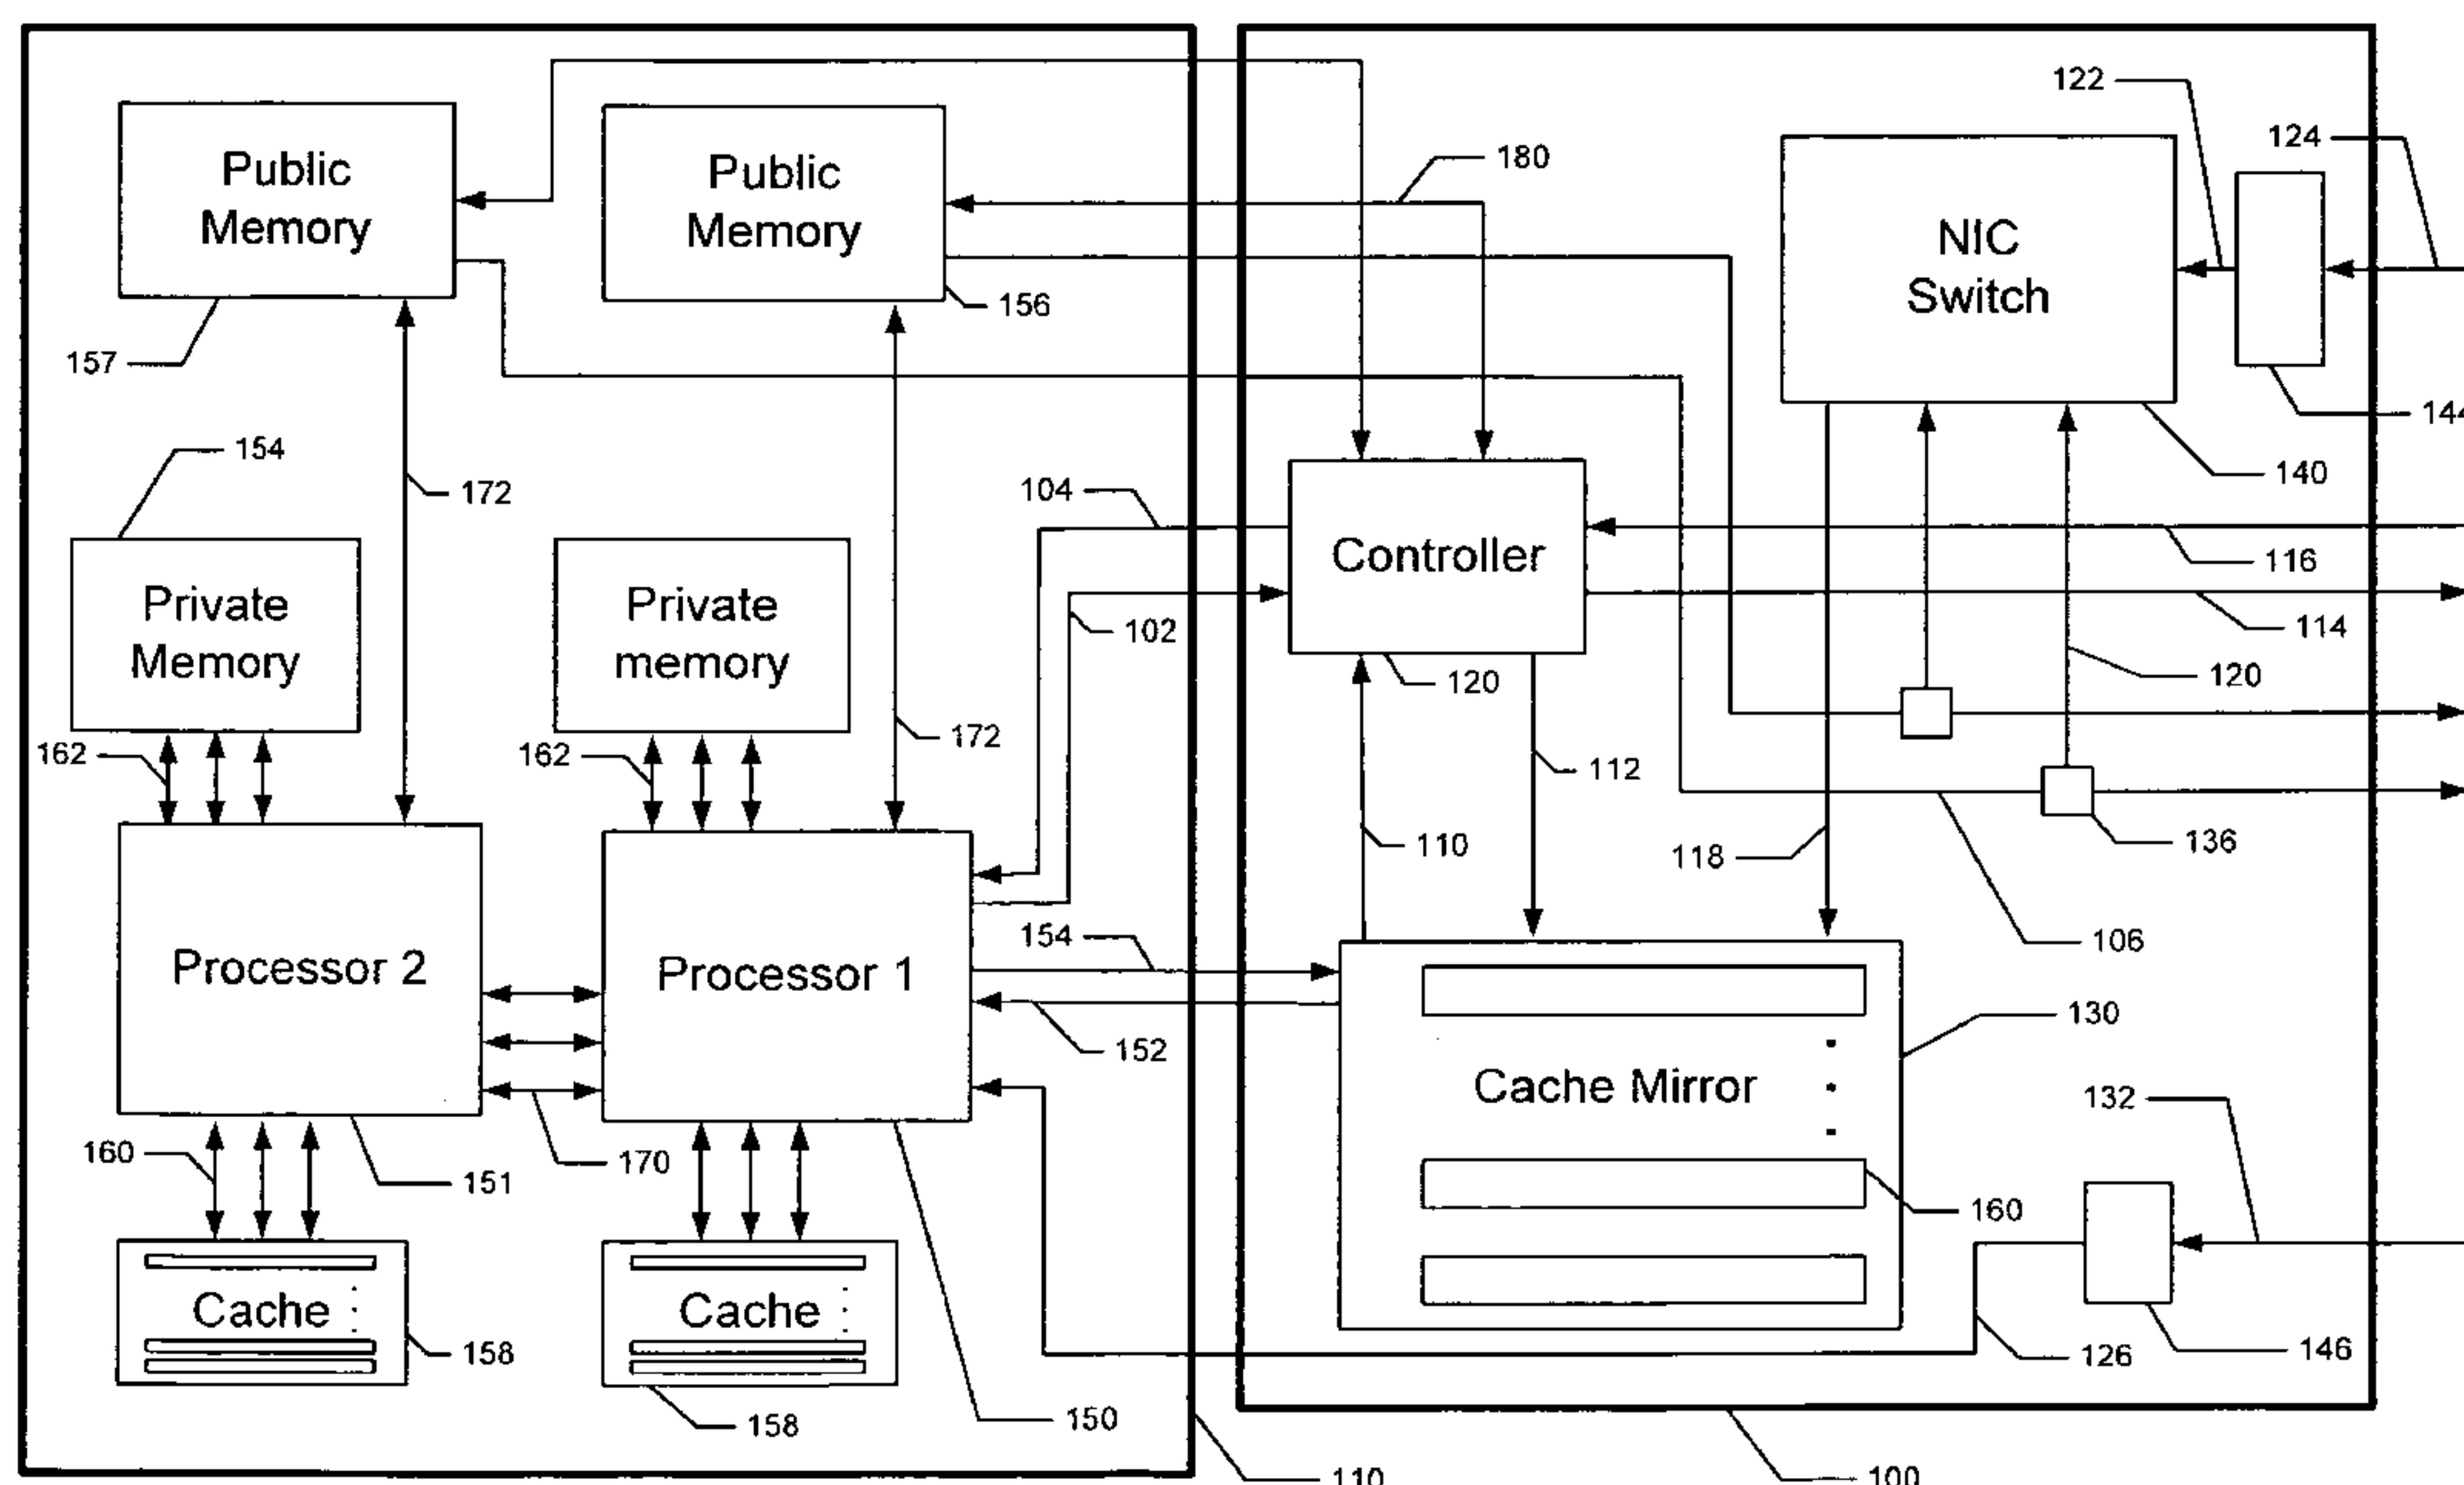 122
124
Public
Memory
Public
Memory
180
NIC
Switch
156
157
144
154
172
104
140
Controller
116
Private
Memory
Private
memory
102
114
120
120
162
162
172
112
110
118
136
154
106
Processor 2
Processor 1
130
152
Cache Mirror
132
160
151
170
160
Cache
Cache
158
126
146
158
150
110
100